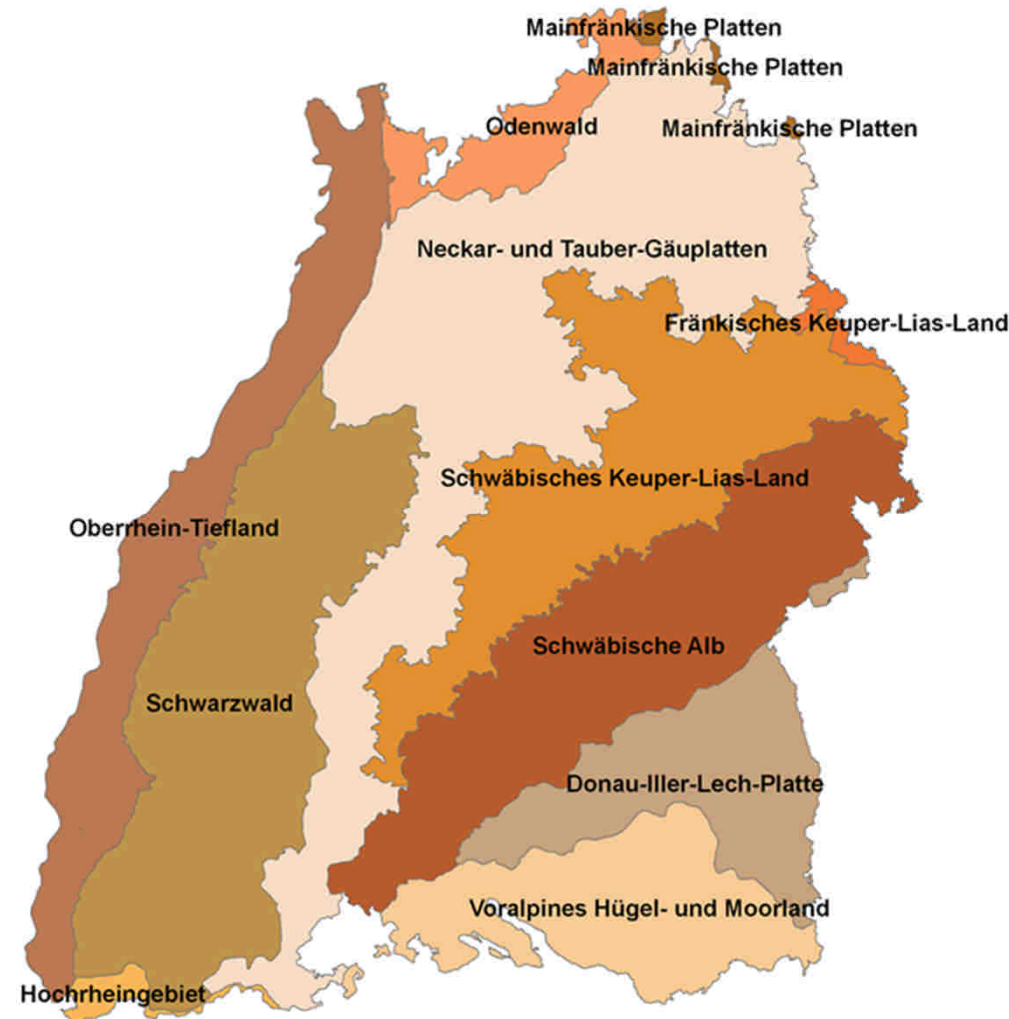 Mainfränkische Platten
Mainfränkische Platten
Odenwald
Mainfränkische Platten
Neckar- und Tauber-Gäuplatten
Fränkisches Keuper-Lias-Land
Schwäbisches Keuper-Lias-Land
Oberrhein-Tiefland
Schwäbische Alb
Schwarzwald
Donau-Iller-Lech-Platte
Voralpines Hügel- und Moorland
Hochrheingebiet